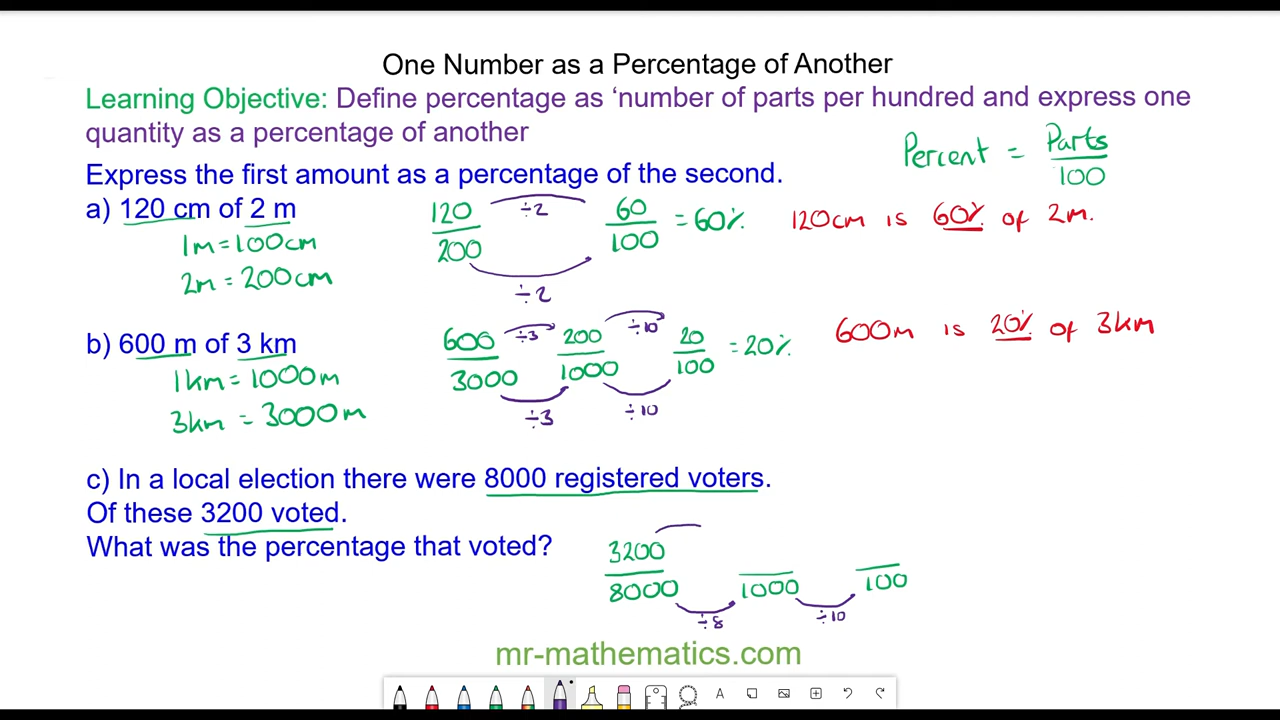 One Number as a Percentage of Another
Learning Objective: Define percentage as ‘number of parts per hundred and express one
quantity as a percentage of another
Percent = Parts/100
Express the first amount as a percentage of the second.
a) 120 cm of 2 m
120/200 ÷2 ÷2 60/100 = 60% 120cm is 60% of 2m.
1m = 100cm
2m = 200cm
b) 600 m of 3 km
600/3000 ÷3 ÷3 200/1000 ÷10 ÷10 20/100 = 20% 600m is 20% of 3km
1km = 1000m
3km = 3000m
c) In a local election there were 8000 registered voters.
Of these 3200 voted.
What was the percentage that voted?
3200/8000 ÷8 /1000 ÷10 /100
mr-mathematics.com
A